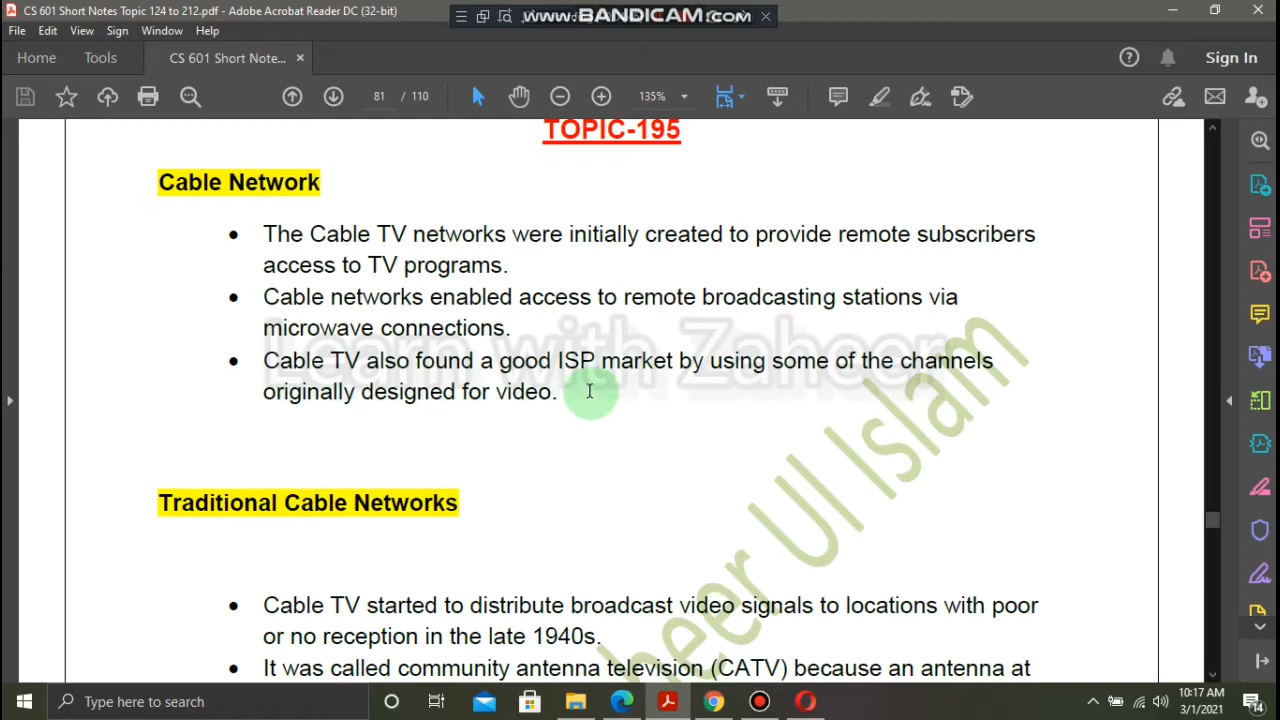 CS 601 Short Notes Topic 124 to 212.pdf - Adobe Acrobat Reader DC (32-bit)
WWW.BANDICAM.COM
File Edit View Sign Window Help
Home Tools CS 601 Short Note... × Sign In
81 / 110 135%
TOPIC-195
Cable Network
• The Cable TV networks were initially created to provide remote subscribers
access to TV programs.
• Cable networks enabled access to remote broadcasting stations via
microwave connections.
• Cable TV also found a good ISP market by using some of the channels
originally designed for video.
Learn with Zaheer
heer Ul Islam
Traditional Cable Networks
• Cable TV started to distribute broadcast video signals to locations with poor
or no reception in the late 1940s.
• It was called community antenna television (CATV) because an antenna at
Type here to search
10:17 AM
3/1/2021
14